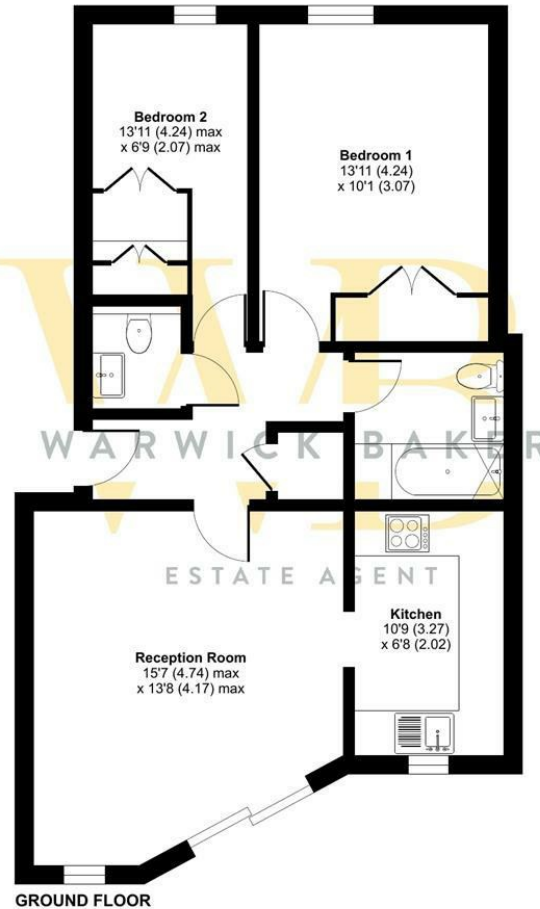 Bedroom 2
13'11 (4.24) max
x 6'9 (2.07) max
Bedroom 1
13'11 (4.24)
x 10'1 (3.07)
WB
WARWICK BAKER
WB
ESTATE AGENT
Kitchen
10'9 (3.27)
x 6'8 (2.02)
Reception Room
15'7 (4.74) max
x 13'8 (4.17) max
GROUND FLOOR